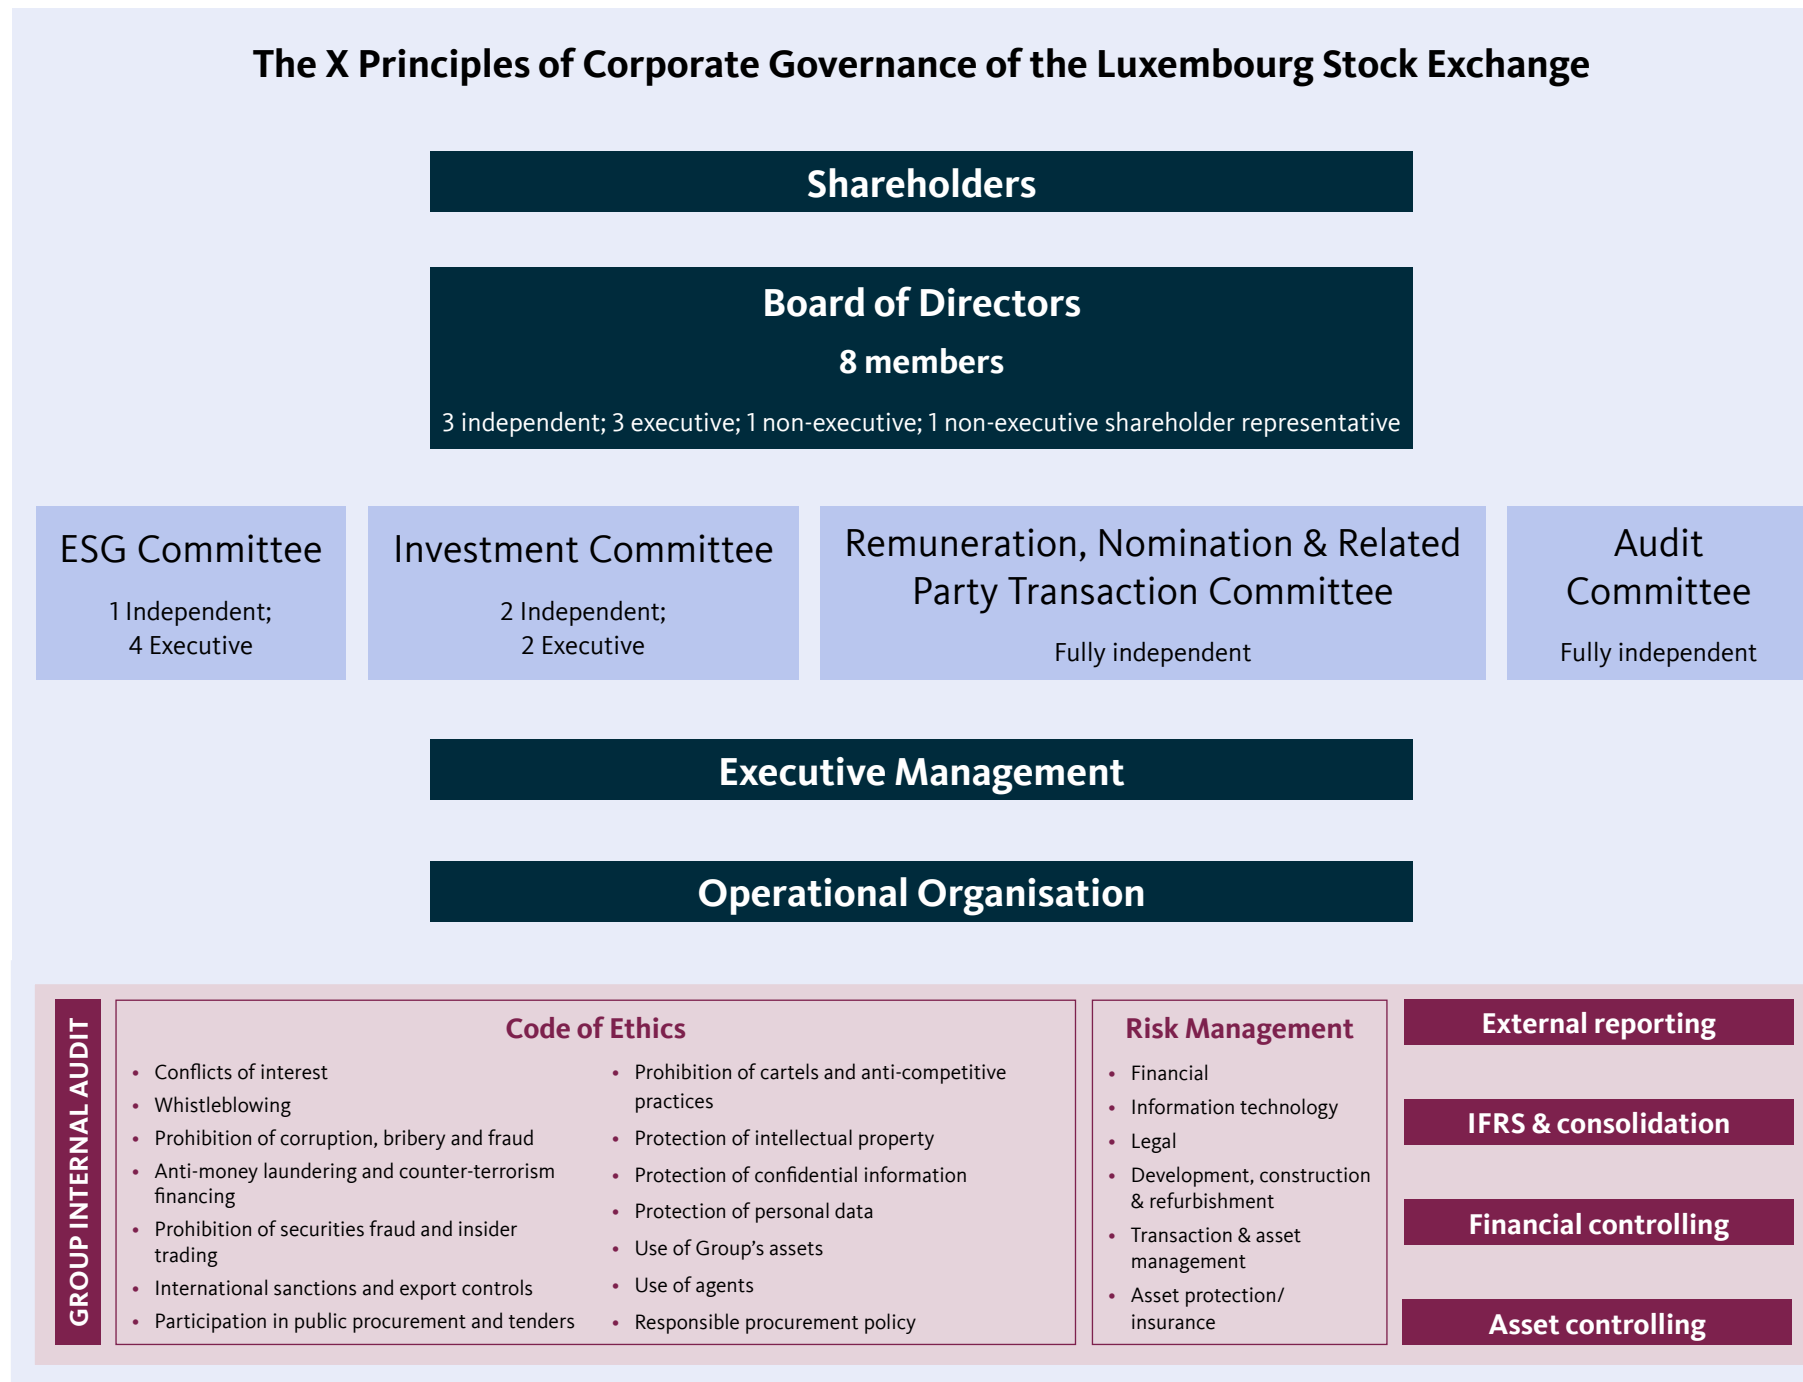 The X Principles of Corporate Governance of the Luxembourg Stock Exchange
Shareholders
Board of Directors
8 members
3 independent; 3 executive; 1 non-executive; 1 non-executive shareholder representative
ESG Committee
1 Independent;
4 Executive
Investment Committee
2 Independent;
2 Executive
Remuneration, Nomination & Related
Party Transaction Committee
Fully independent
Audit
Committee
Fully independent
Executive Management
Operational Organisation
GROUP INTERNAL AUDIT
Code of Ethics
• Conflicts of interest
• Whistleblowing
• Prohibition of corruption, bribery and fraud
• Anti-money laundering and counter-terrorism
financing
• Prohibition of securities fraud and insider
trading
• International sanctions and export controls
• Participation in public procurement and tenders
• Prohibition of cartels and anti-competitive
practices
• Protection of intellectual property
• Protection of confidential information
• Protection of personal data
• Use of Group’s assets
• Use of agents
• Responsible procurement policy
Risk Management
• Financial
• Information technology
• Legal
• Development, construction
& refurbishment
• Transaction & asset
management
• Asset protection/
insurance
External reporting
IFRS & consolidation
Financial controlling
Asset controlling